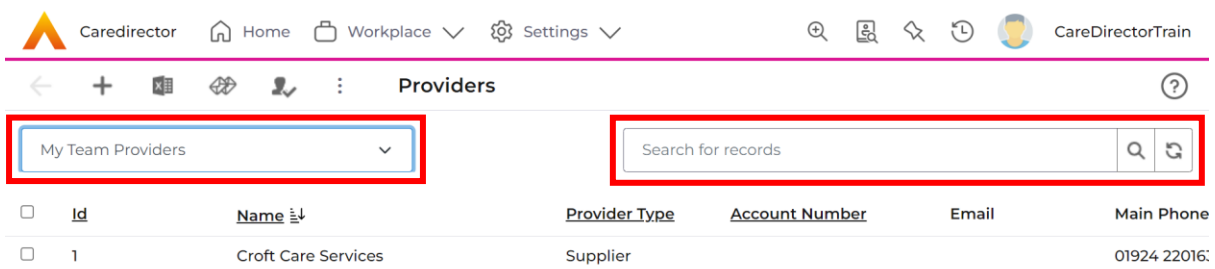 Caredirector Home Workplace Settings CareDirectorTrain
Providers
My Team Providers Search for records
Id Name Provider Type Account Number Email Main Phone
1 Croft Care Services Supplier 01924 220163